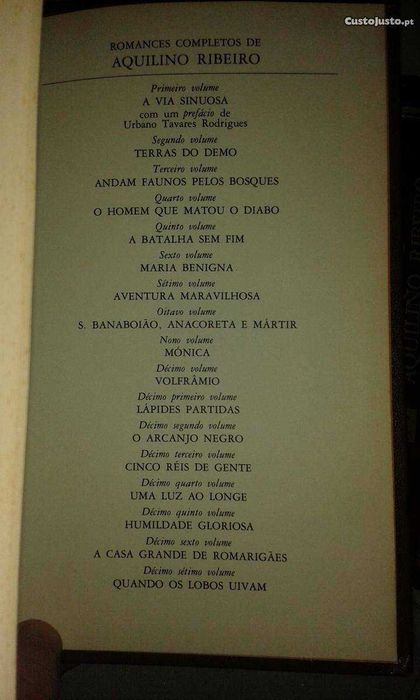 CustoJusto.pt
ROMANCES COMPLETOS DE
AQUILINO RIBEIRO
Primeiro volume
A VIA SINUOSA
com um prefácio de
Urbano Tavares Rodrigues
Segundo volume
TERRAS DO DEMO
Terceiro volume
ANDAM FAUNOS PELOS BOSQUES
Quarto volume
O HOMEM QUE MATOU O DIABO
Quinto volume
A BATALHA SEM FIM
Sexto volume
MARIA BENIGNA
Sétimo volume
AVENTURA MARAVILHOSA
Oitavo volume
S. BANABOIÃO, ANACORETA E MÁRTIR
Nono volume
MÓNICA
Décimo volume
VOLFRÂMIO
Décimo primeiro volume
LÁPIDES PARTIDAS
Décimo segundo volume
O ARCANJO NEGRO
Décimo terceiro volume
CINCO RÉIS DE GENTE
Décimo quarto volume
UMA LUZ AO LONGE
Décimo quinto volume
HUMILDADE GLORIOSA
Décimo sexto volume
A CASA GRANDE DE ROMARIGÃES
Décimo sétimo volume
QUANDO OS LOBOS UIVAM
AQUILINO RIBEIRO